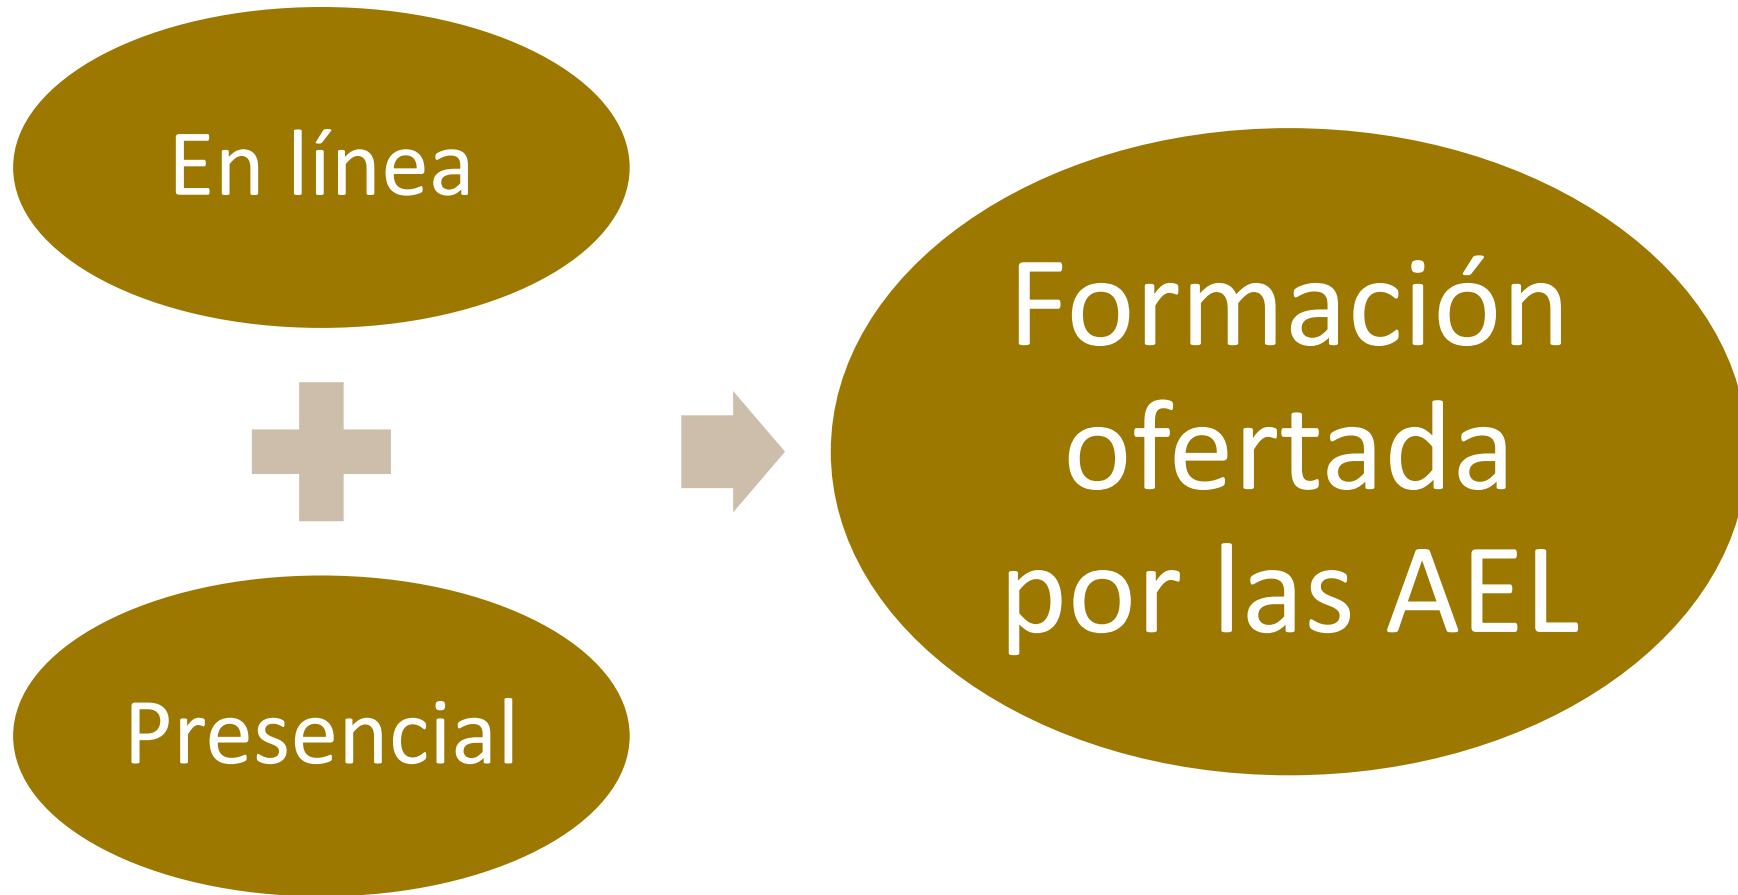 En línea
Presencial
Formación
ofertada
por las AEL